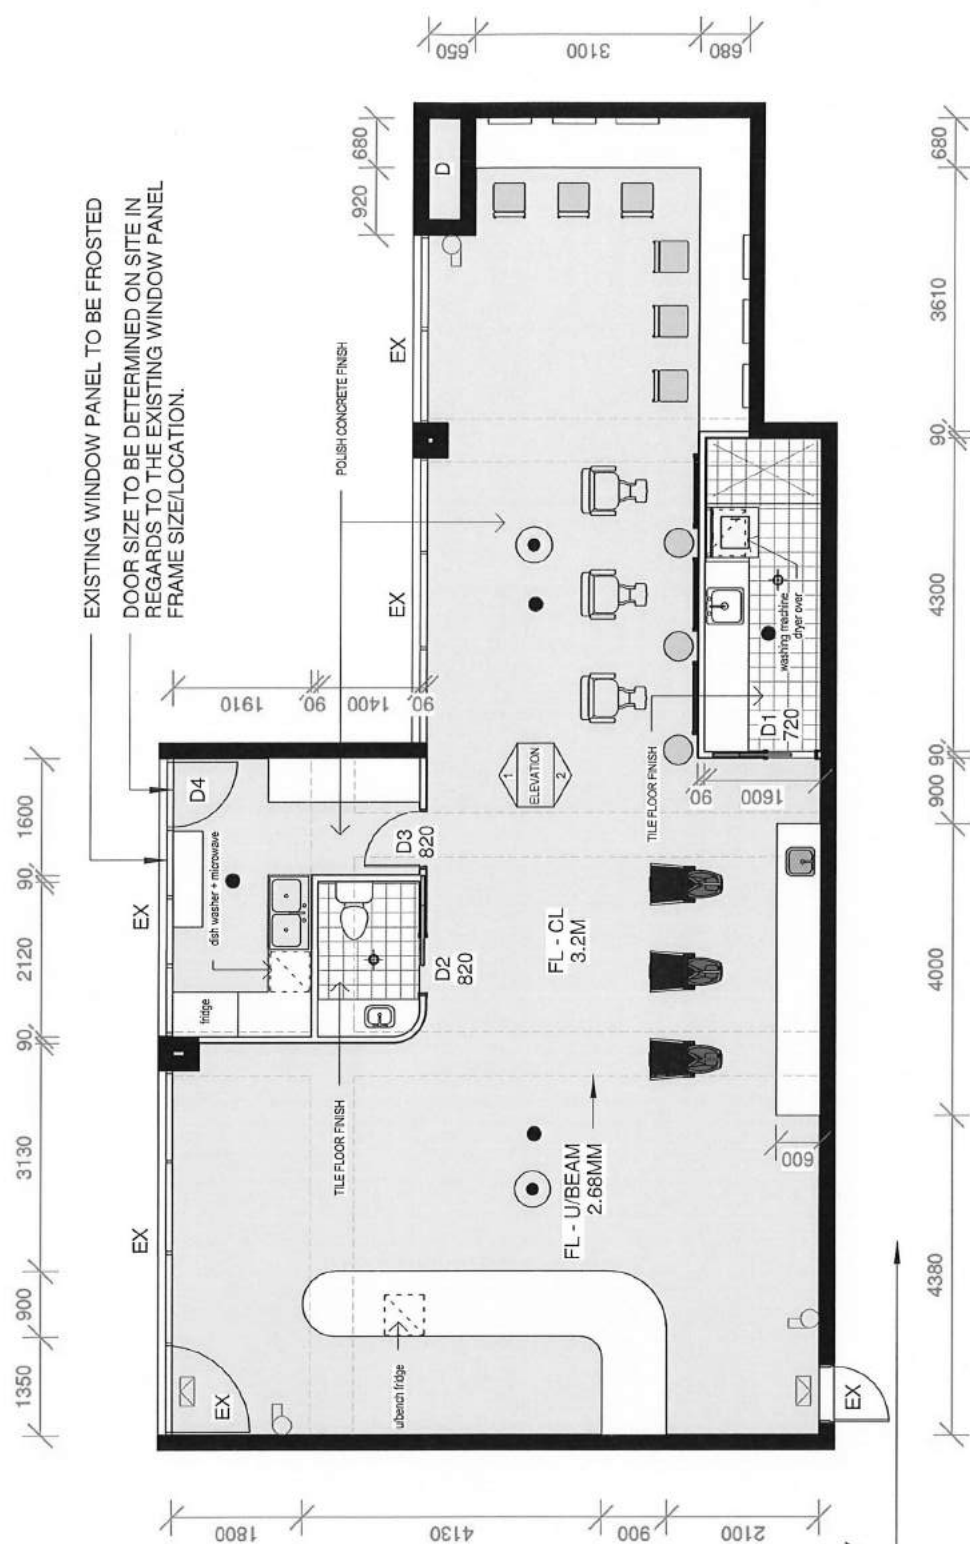 EXISTING WINDOW PANEL TO BE FROSTED
DOOR SIZE TO BE DETERMINED ON SITE IN
REGARDS TO THE EXISTING WINDOW PANEL
FRAME SIZE/LOCATION.
650
3100
680
680
920
D
EX
POLISH CONCRETE FINISH
EX
680
3610
90
4300
90
900
4000
4380
1910
90
1400
90
1600
90
2120
90
3130
900
1350
D4
EX
dish washer + microwave
fridge
D3
820
D2
820
1
ELEVATION
2
TILE FLOOR FINISH
D1
720
washing machine
dryer over
90
1600
FL - CL
3.2M
TILE FLOOR FINISH
EX
FL - U/BEAM
2.68MM
600
u/bench fridge
EX
EX
1800
4130
900
2100